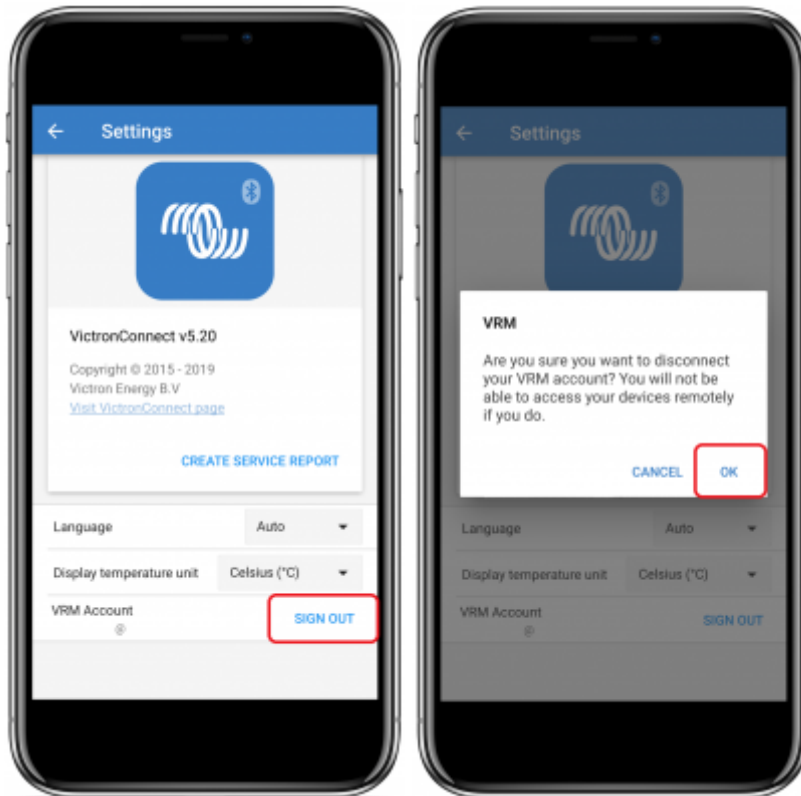 Settings
VictronConnect v5.20
Copyright © 2015 - 2019
Victron Energy B.V
Visit VictronConnect page
CREATE SERVICE REPORT
Language Auto
Display temperature unit Celsius (°C)
VRM Account SIGN OUT
@
Settings
VRM
Are you sure you want to disconnect
your VRM account? You will not be
able to access your devices remotely
if you do.
CANCEL OK
Language Auto
Display temperature unit Celsius (°C)
VRM Account SIGN OUT
@